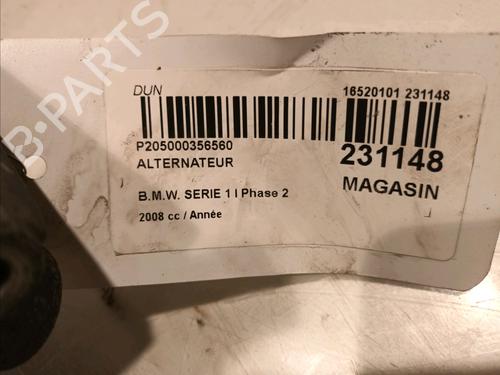 DUN
16520101 231148
P205000356560
ALTERNATEUR
231148
MAGASIN
B.M.W. SERIE 1 I Phase 2
2008 cc / Année
B-PARTS